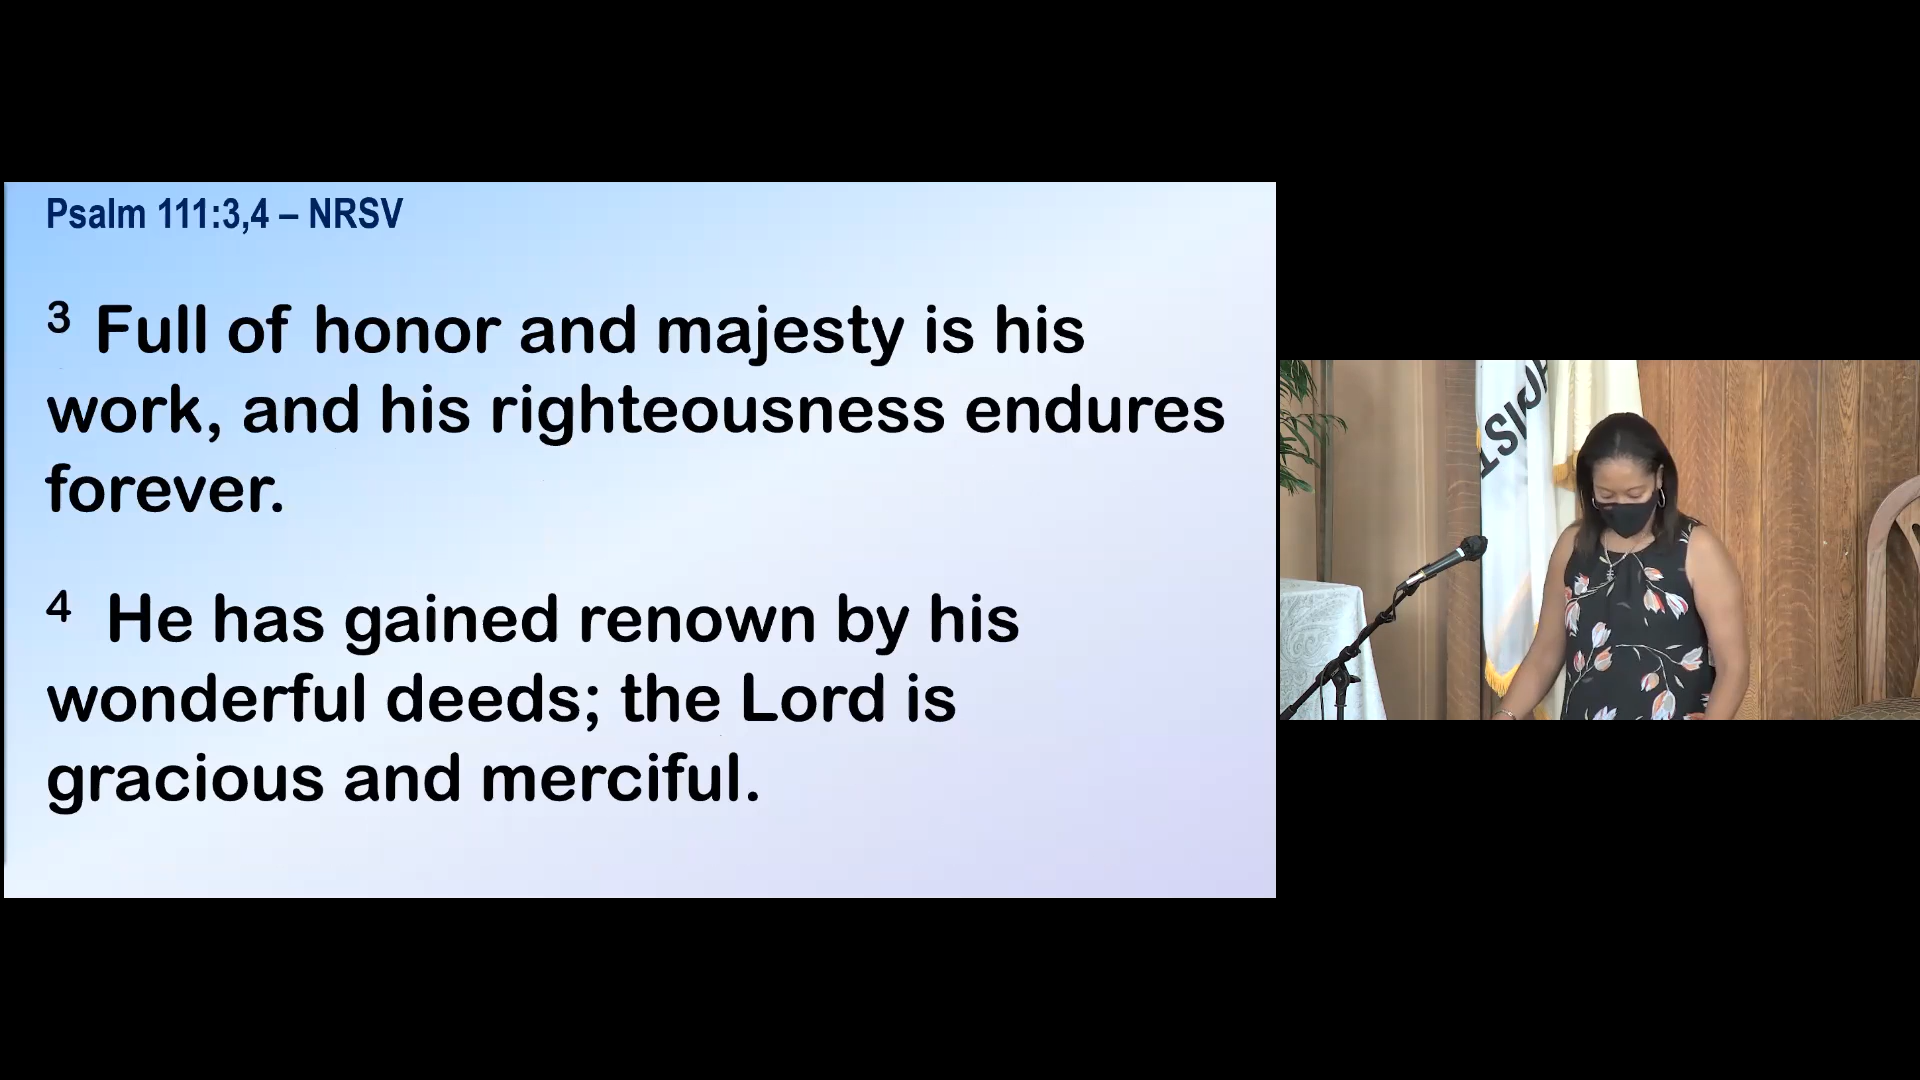 Psalm 111:3,4 – NRSV
3 Full of honor and majesty is his
work, and his righteousness endures
forever.
4 He has gained renown by his
wonderful deeds; the Lord is
gracious and merciful.